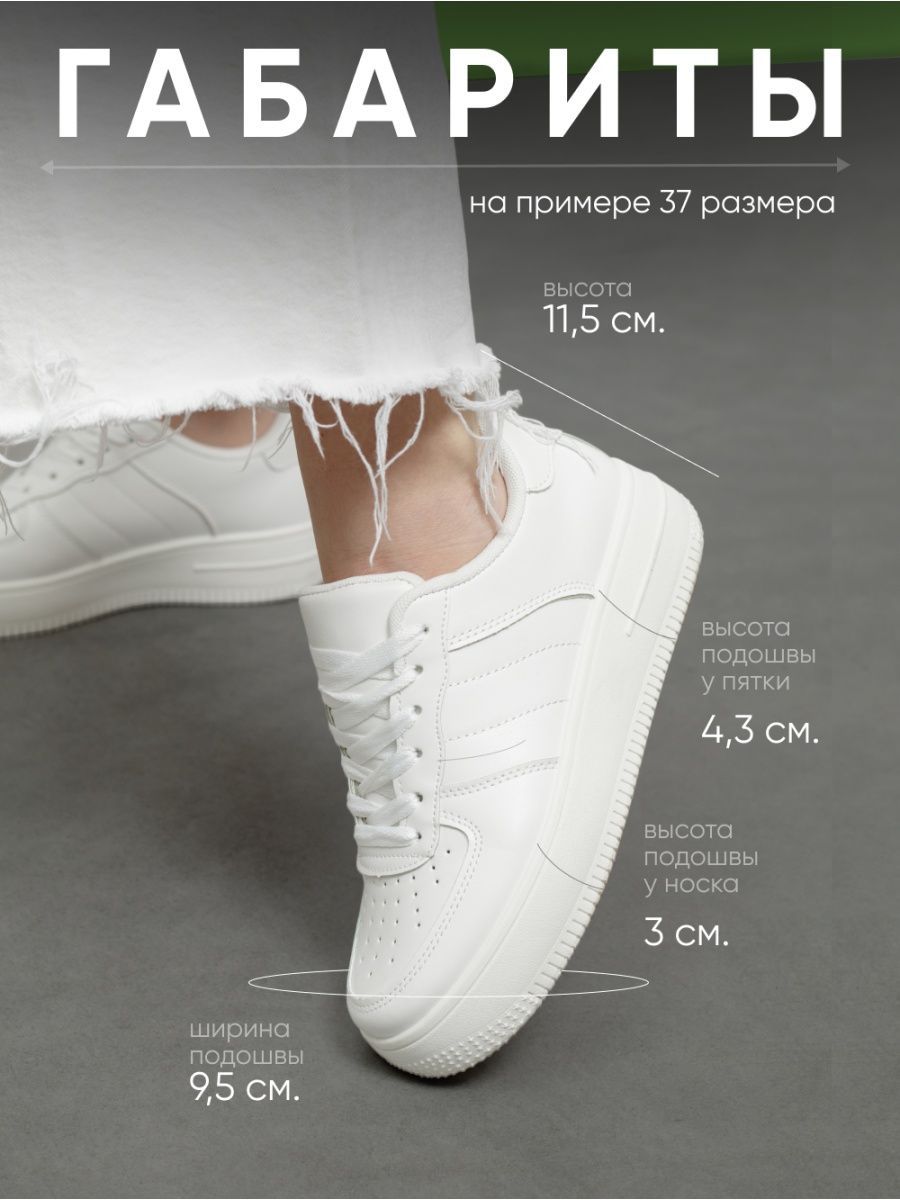 ГАБАРИТЫ
на примере 37 размера
высота
11,5 см.
высота
подошвы
у пятки
4,3 см.
высота
подошвы
у носка
3 см.
ширина
подошвы
9,5 см.